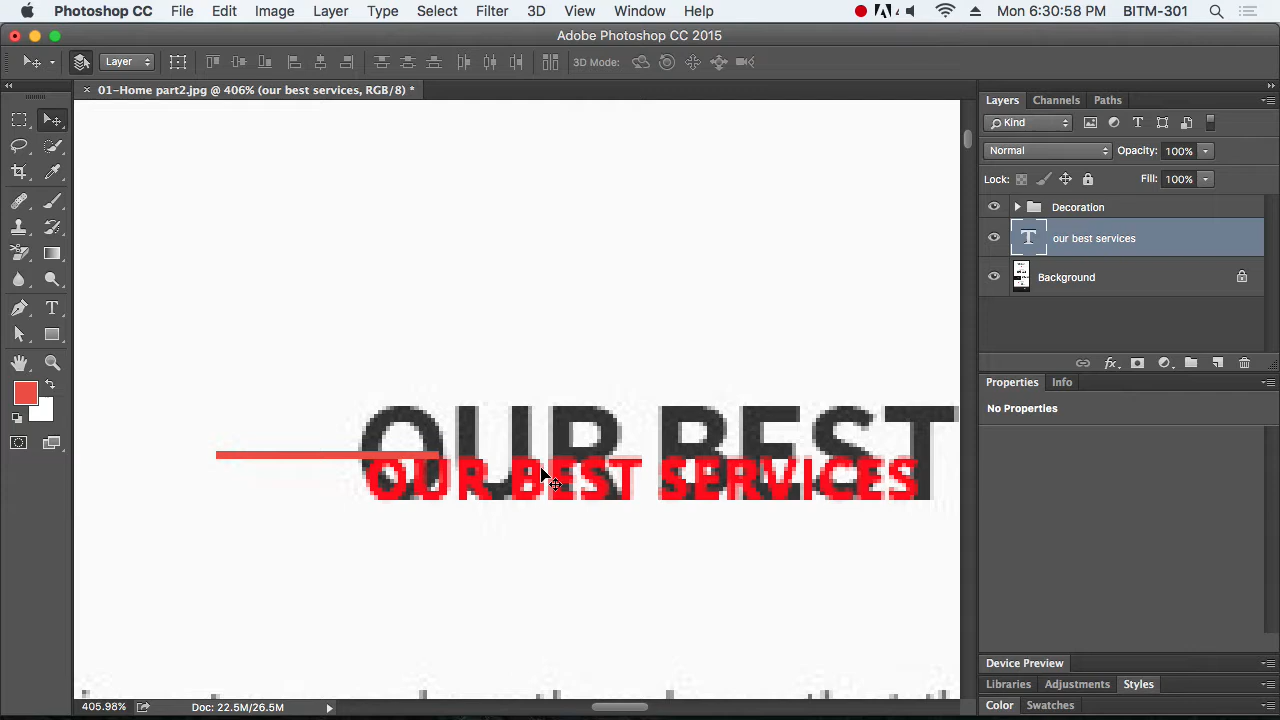 Photoshop CC File Edit Image Layer Type Select Filter 3D View Window Help Mon 6:30:58 PM BITM-301
Adobe Photoshop CC 2015
Layer 3D Mode:
01-Home part2.jpg @ 406% (our best services, RGB/8) *
Layers Channels Paths
Kind
Normal Opacity: 100%
Lock: Fill: 100%
Decoration
our best services
Background
Properties Info
No Properties
OUR BEST
OUR BEST SERVICES
Device Preview
Libraries Adjustments Styles
Color Swatches
405.98% Doc: 22.5M/26.5M